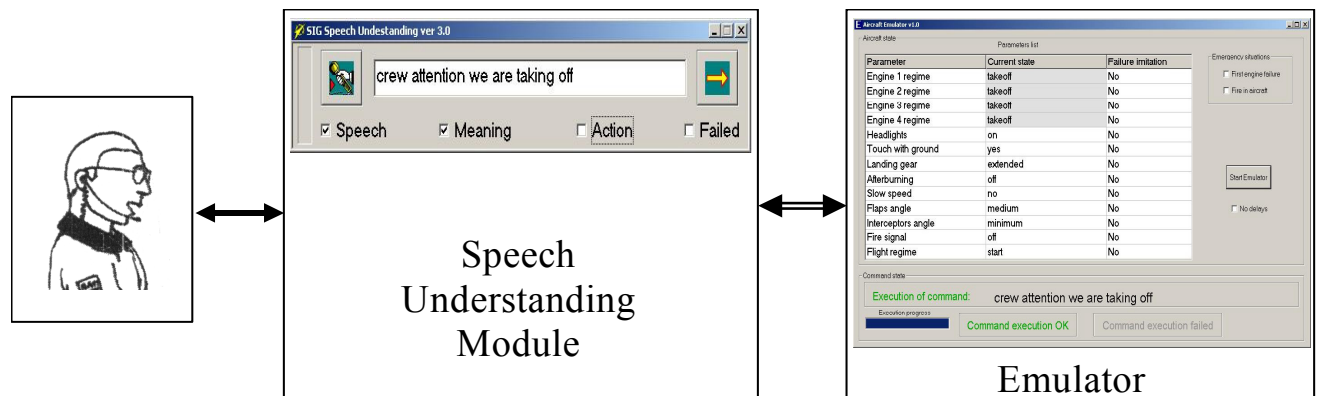 SIG Speech Undestanding ver 3.0
crew attention we are taking off
Speech Meaning Action Failed
Speech
Understanding
Module
Aircraft Emulator v1.0
Aircraft state
Parameters list
Parameter Current state Failure imitation
Engine 1 regime takeoff No
Engine 2 regime takeoff No
Engine 3 regime takeoff No
Engine 4 regime takeoff No
Headlights on No
Touch with ground yes No
Landing gear extended No
Afterburning off No
Slow speed no No
Flaps angle medium No
Interceptors angle minimum No
Fire signal off No
Flight regime start No
Emergency situations
First engine failure
Fire in aircraft
Start Emulator
No delays
Command state
Execution of command: crew attention we are taking off
Execution progress
Command execution OK Command execution failed
Emulator